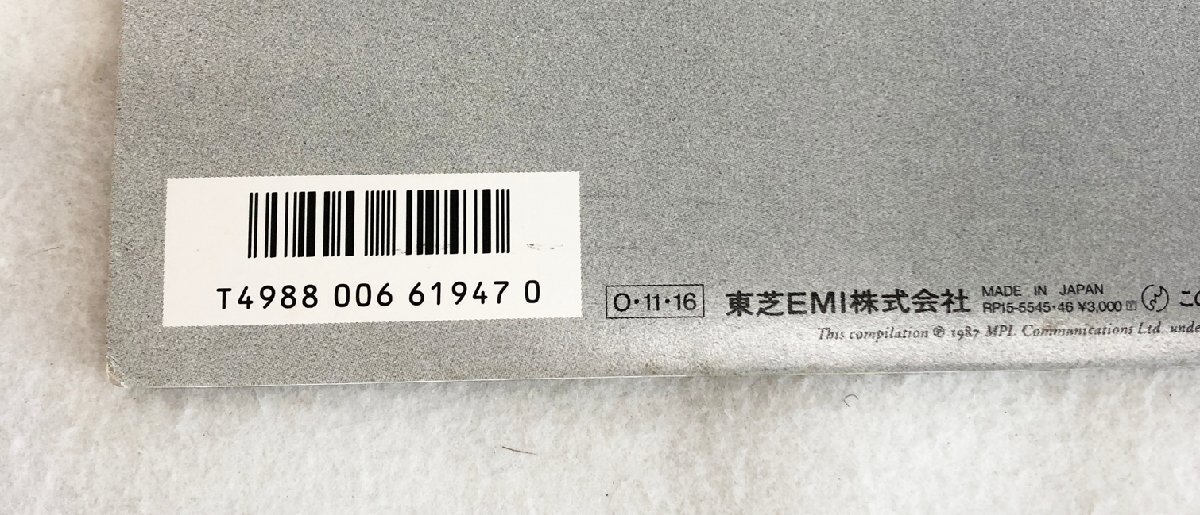 T4988 006 61947 0
O・11・16 東芝EMI株式会社 MADE IN JAPAN
RP15-5545・46 ¥3,000
This compilation ℗ 1987 MPL Communications Ltd. unde